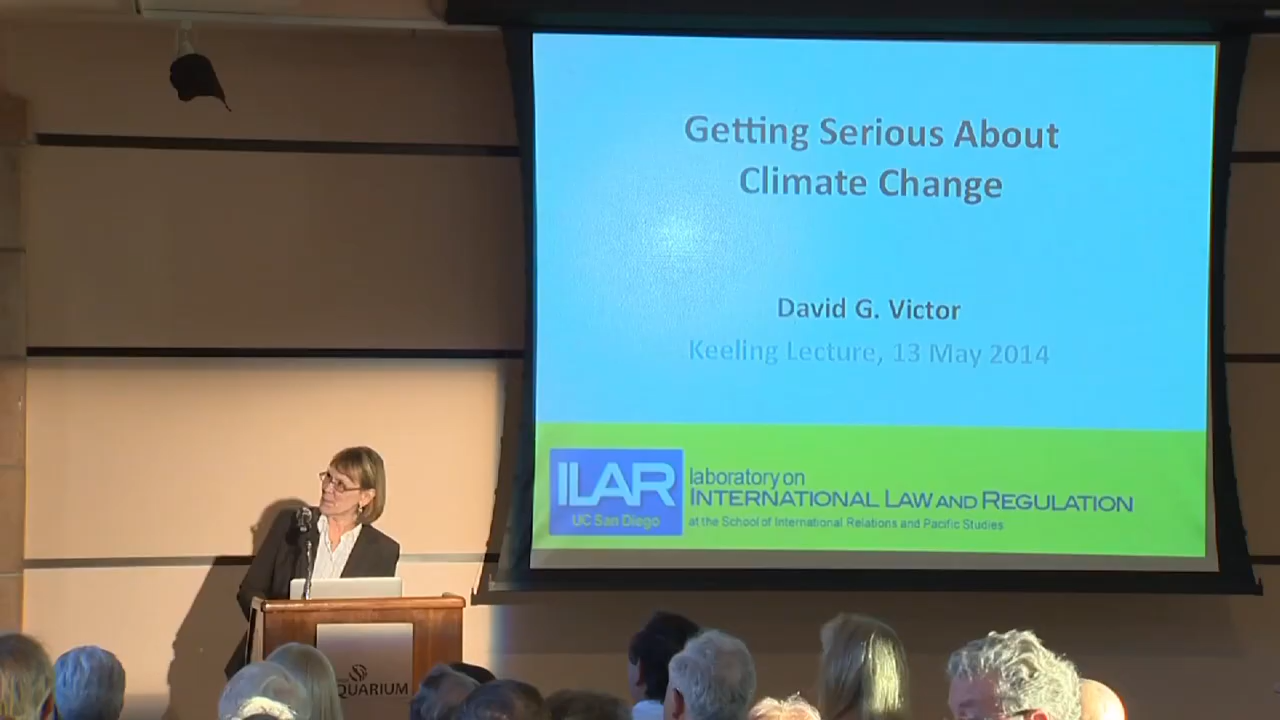 Getting Serious About
Climate Change
David G. Victor
Keeling Lecture, 13 May 2014
ILAR
UC San Diego
laboratory on
INTERNATIONAL LAW AND REGULATION
at the School of International Relations and Pacific Studies
QUARIUM